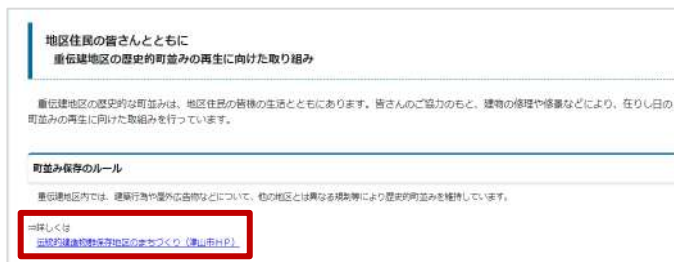 地区住民の皆さんとともに
重伝建地区の歴史的町並みの再生に向けた取り組み
重伝建地区の歴史的な町並みは、地区住民の皆様の生活とともにあります。皆さんのご協力のもと、建物の修理や修景などにより、在りし日の
町並みの再生に向けた取組みを行っています。
町並み保存のルール
重伝建地区内では、建築行為や屋外広告物などについて、他の地区とは異なる規制等により歴史的町並みを維持しています。
⇒詳しくは
伝統的建造物群保存地区のまちづくり（津山市HP）